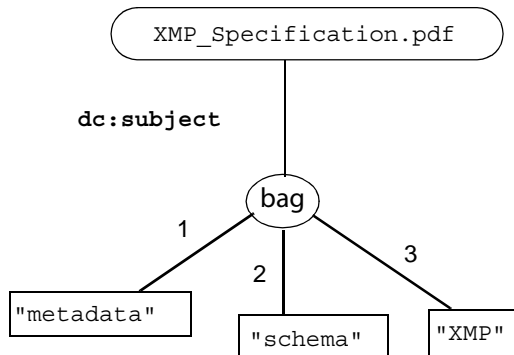 XMP_Specification.pdf
dc:subject
bag
1
2
3
"metadata"
"schema"
"XMP"